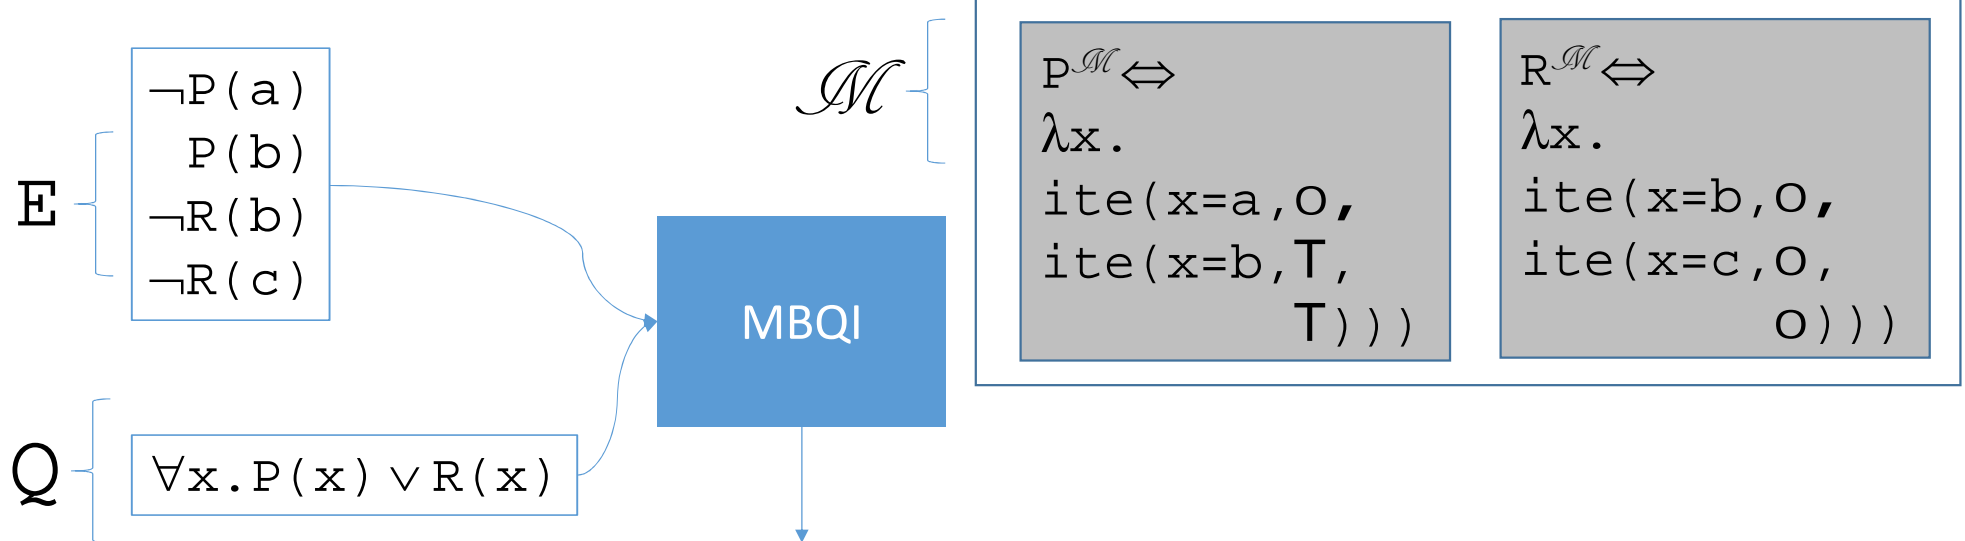 E
¬P(a)
P(b)
¬R(b)
¬R(c)
Q
∀x.P(x)∨R(x)
MBQI
ℳ
P^ℳ⇔
λx.
ite(x=a,o,
ite(x=b,T,
T)))
R^ℳ⇔
λx.
ite(x=b,o,
ite(x=c,o,
o)))